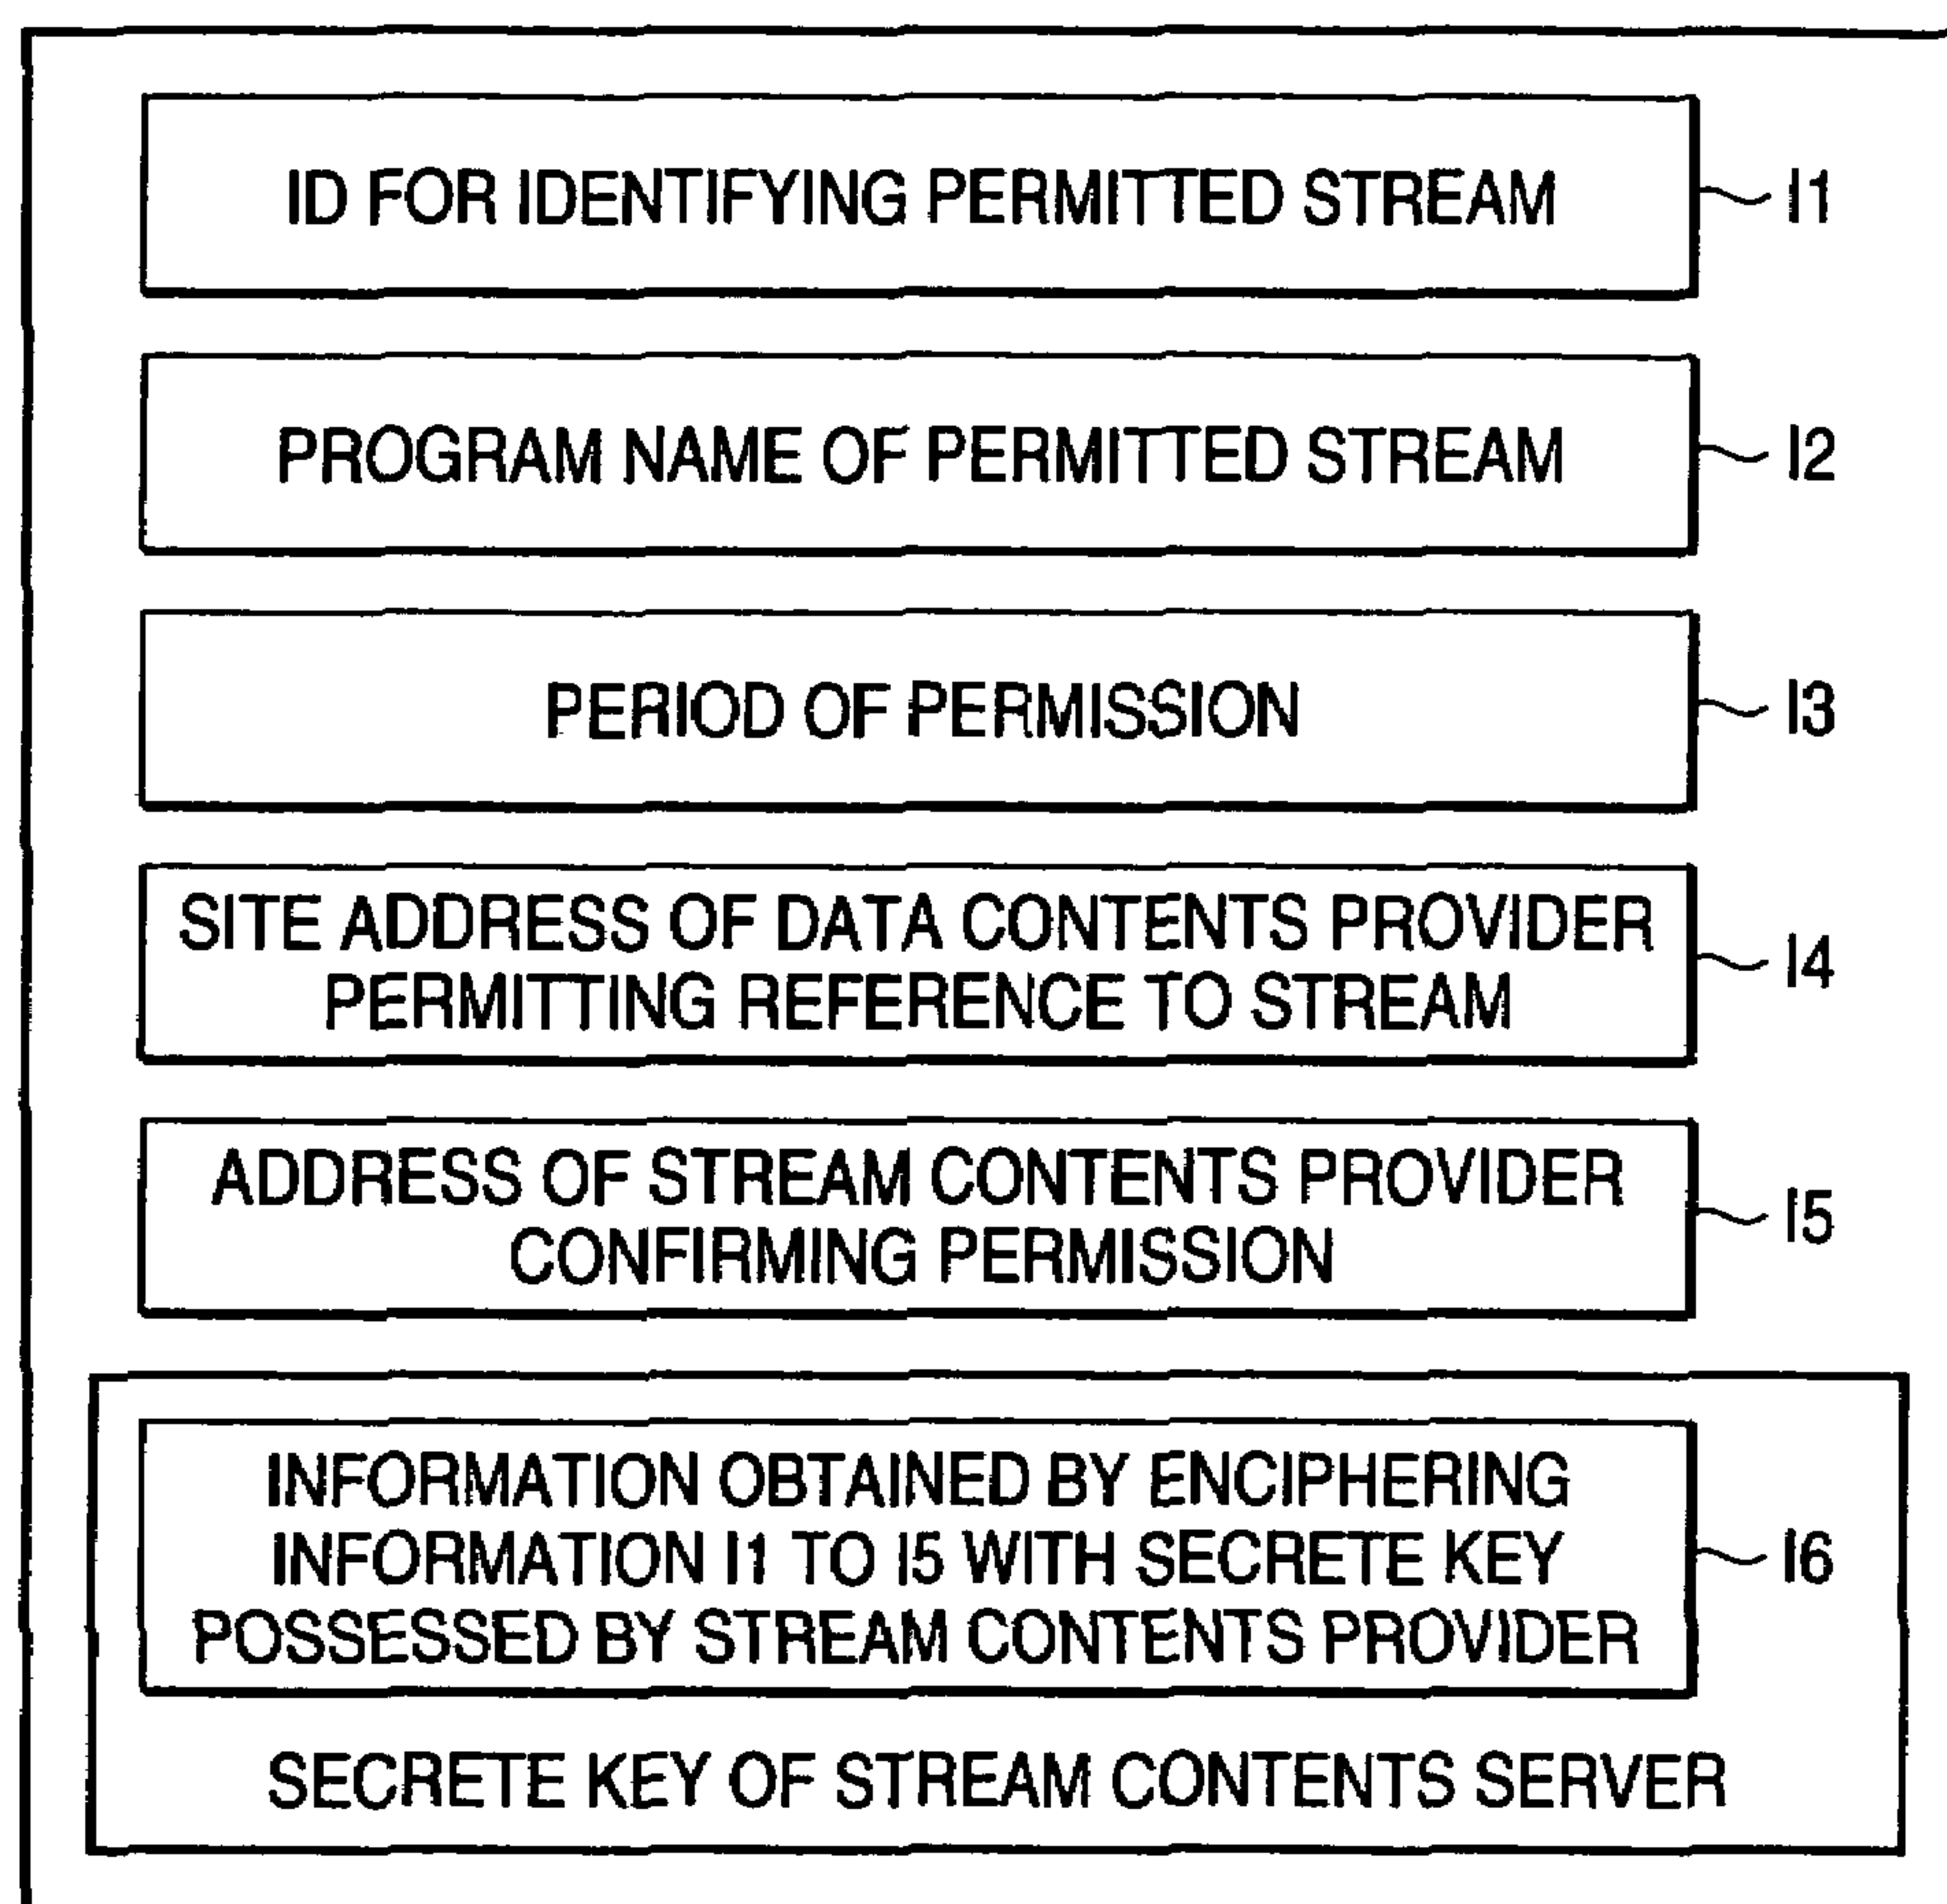 ID FOR IDENTIFYING PERMITTED STREAM
I1
PROGRAM NAME OF PERMITTED STREAM
I2
PERIOD OF PERMISSION
I3
SITE ADDRESS OF DATA CONTENTS PROVIDER
PERMITTING REFERENCE TO STREAM
I4
ADDRESS OF STREAM CONTENTS PROVIDER
CONFIRMING PERMISSION
I5
INFORMATION OBTAINED BY ENCIPHERING
INFORMATION I1 TO I5 WITH SECRETE KEY
POSSESSED BY STREAM CONTENTS PROVIDER
I6
SECRETE KEY OF STREAM CONTENTS SERVER